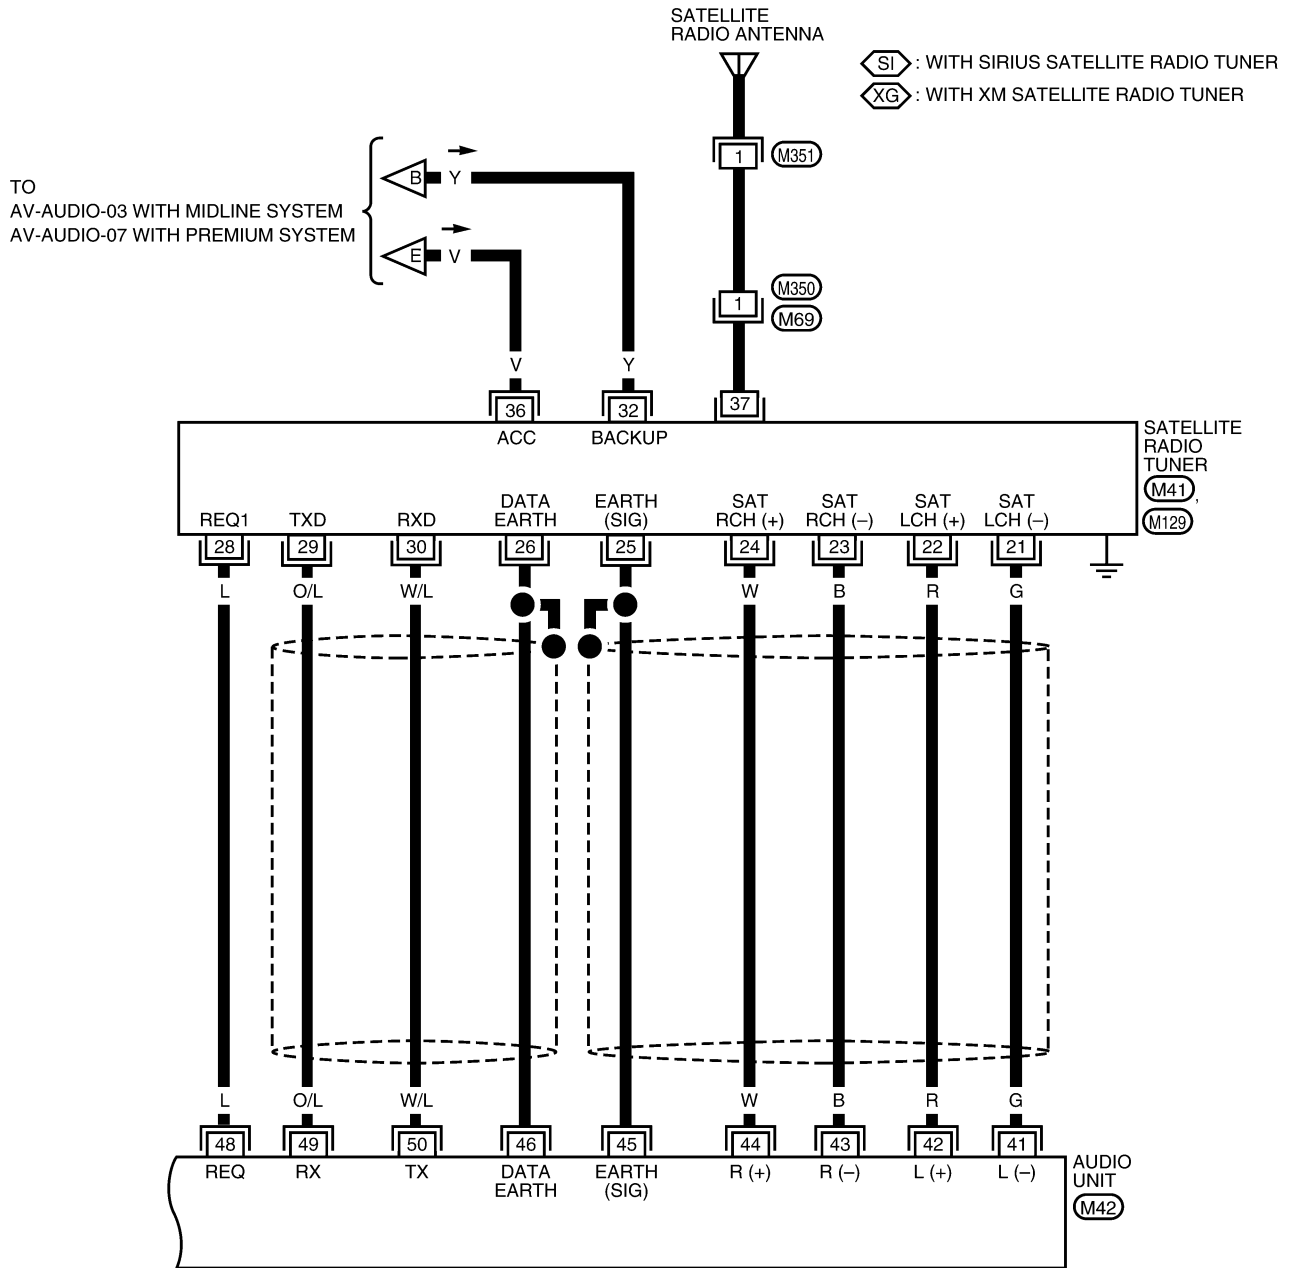 SATELLITE
RADIO ANTENNA
SI : WITH SIRIUS SATELLITE RADIO TUNER
XG : WITH XM SATELLITE RADIO TUNER
1 M351
B Y
TO
AV-AUDIO-03 WITH MIDLINE SYSTEM
AV-AUDIO-07 WITH PREMIUM SYSTEM
E V
1 M350
M69
V Y
36 32 37
ACC BACKUP
SATELLITE
RADIO
TUNER
M41 ,
M129
DATA EARTH SAT SAT SAT SAT
REQ1 TXD RXD EARTH (SIG) RCH (+) RCH (–) LCH (+) LCH (–)
28 29 30 26 25 24 23 22 21
L O/L W/L W B R G
L O/L W/L W B R G
48 49 50 46 45 44 43 42 41
REQ RX TX DATA EARTH R (+) R (–) L (+) L (–)
EARTH (SIG)
AUDIO
UNIT
M42